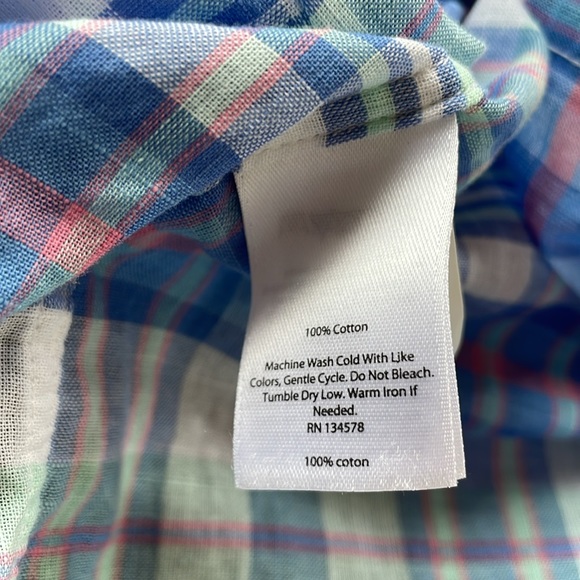 100% Cotton
Machine Wash Cold With Like
Colors, Gentle Cycle. Do Not Bleach.
Tumble Dry Low. Warm Iron If
Needed.
RN 134578
100% coton